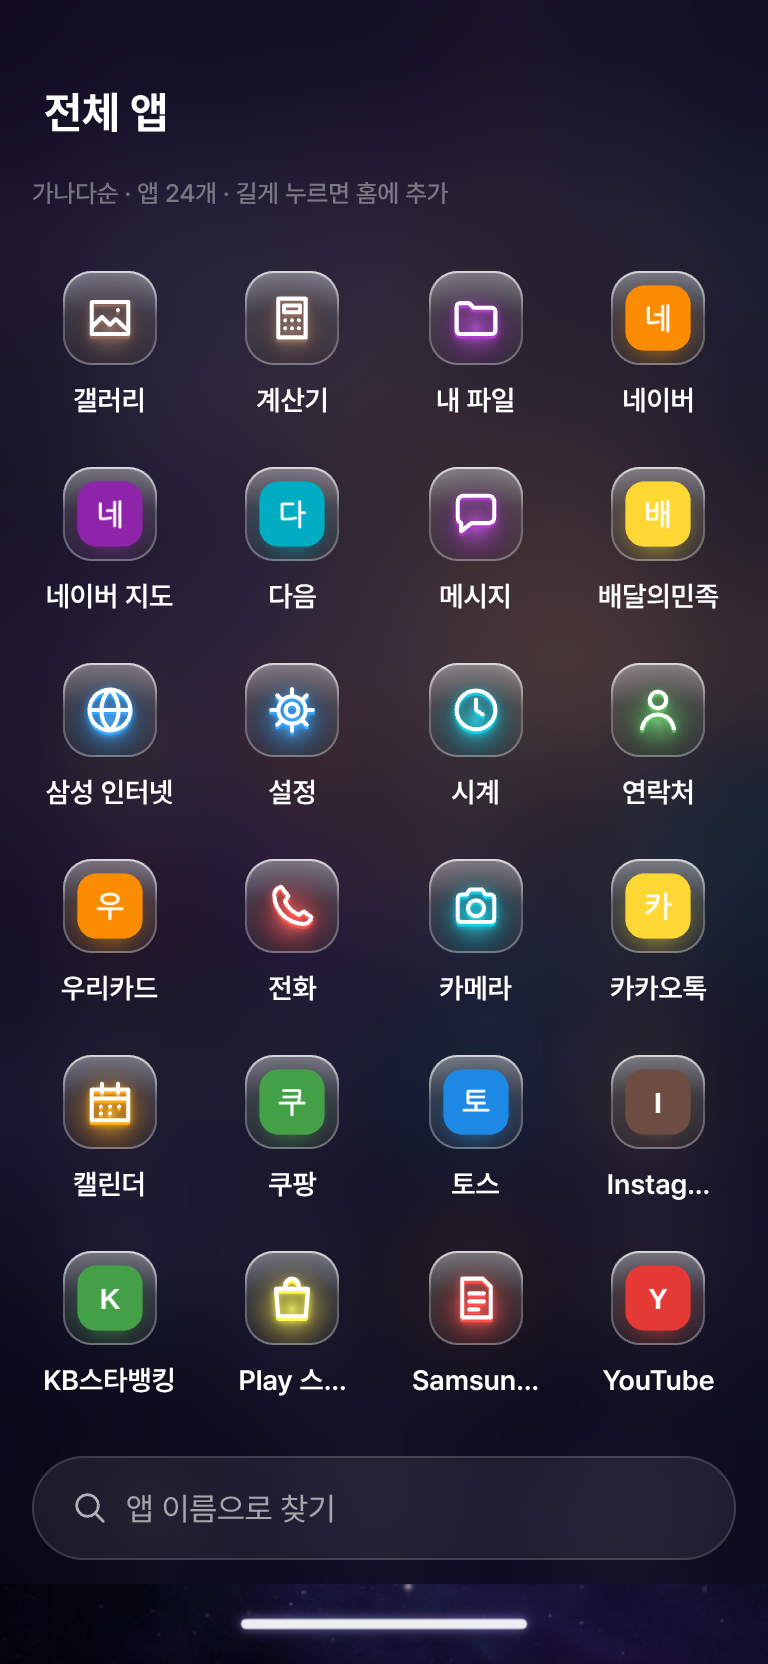 전체 앱
가나다순 · 앱 24개 · 길게 누르면 홈에 추가
갤러리 계산기 내 파일 네 네이버
네 네이버 지도 다 다음 메시지 배 배달의민족
삼성 인터넷 설정 시계 연락처
우 우리카드 전화 카메라 카 카카오톡
캘린더 쿠 쿠팡 토 토스 I Instag...
K KB스타뱅킹 Play 스... Samsun... Y YouTube
앱 이름으로 찾기